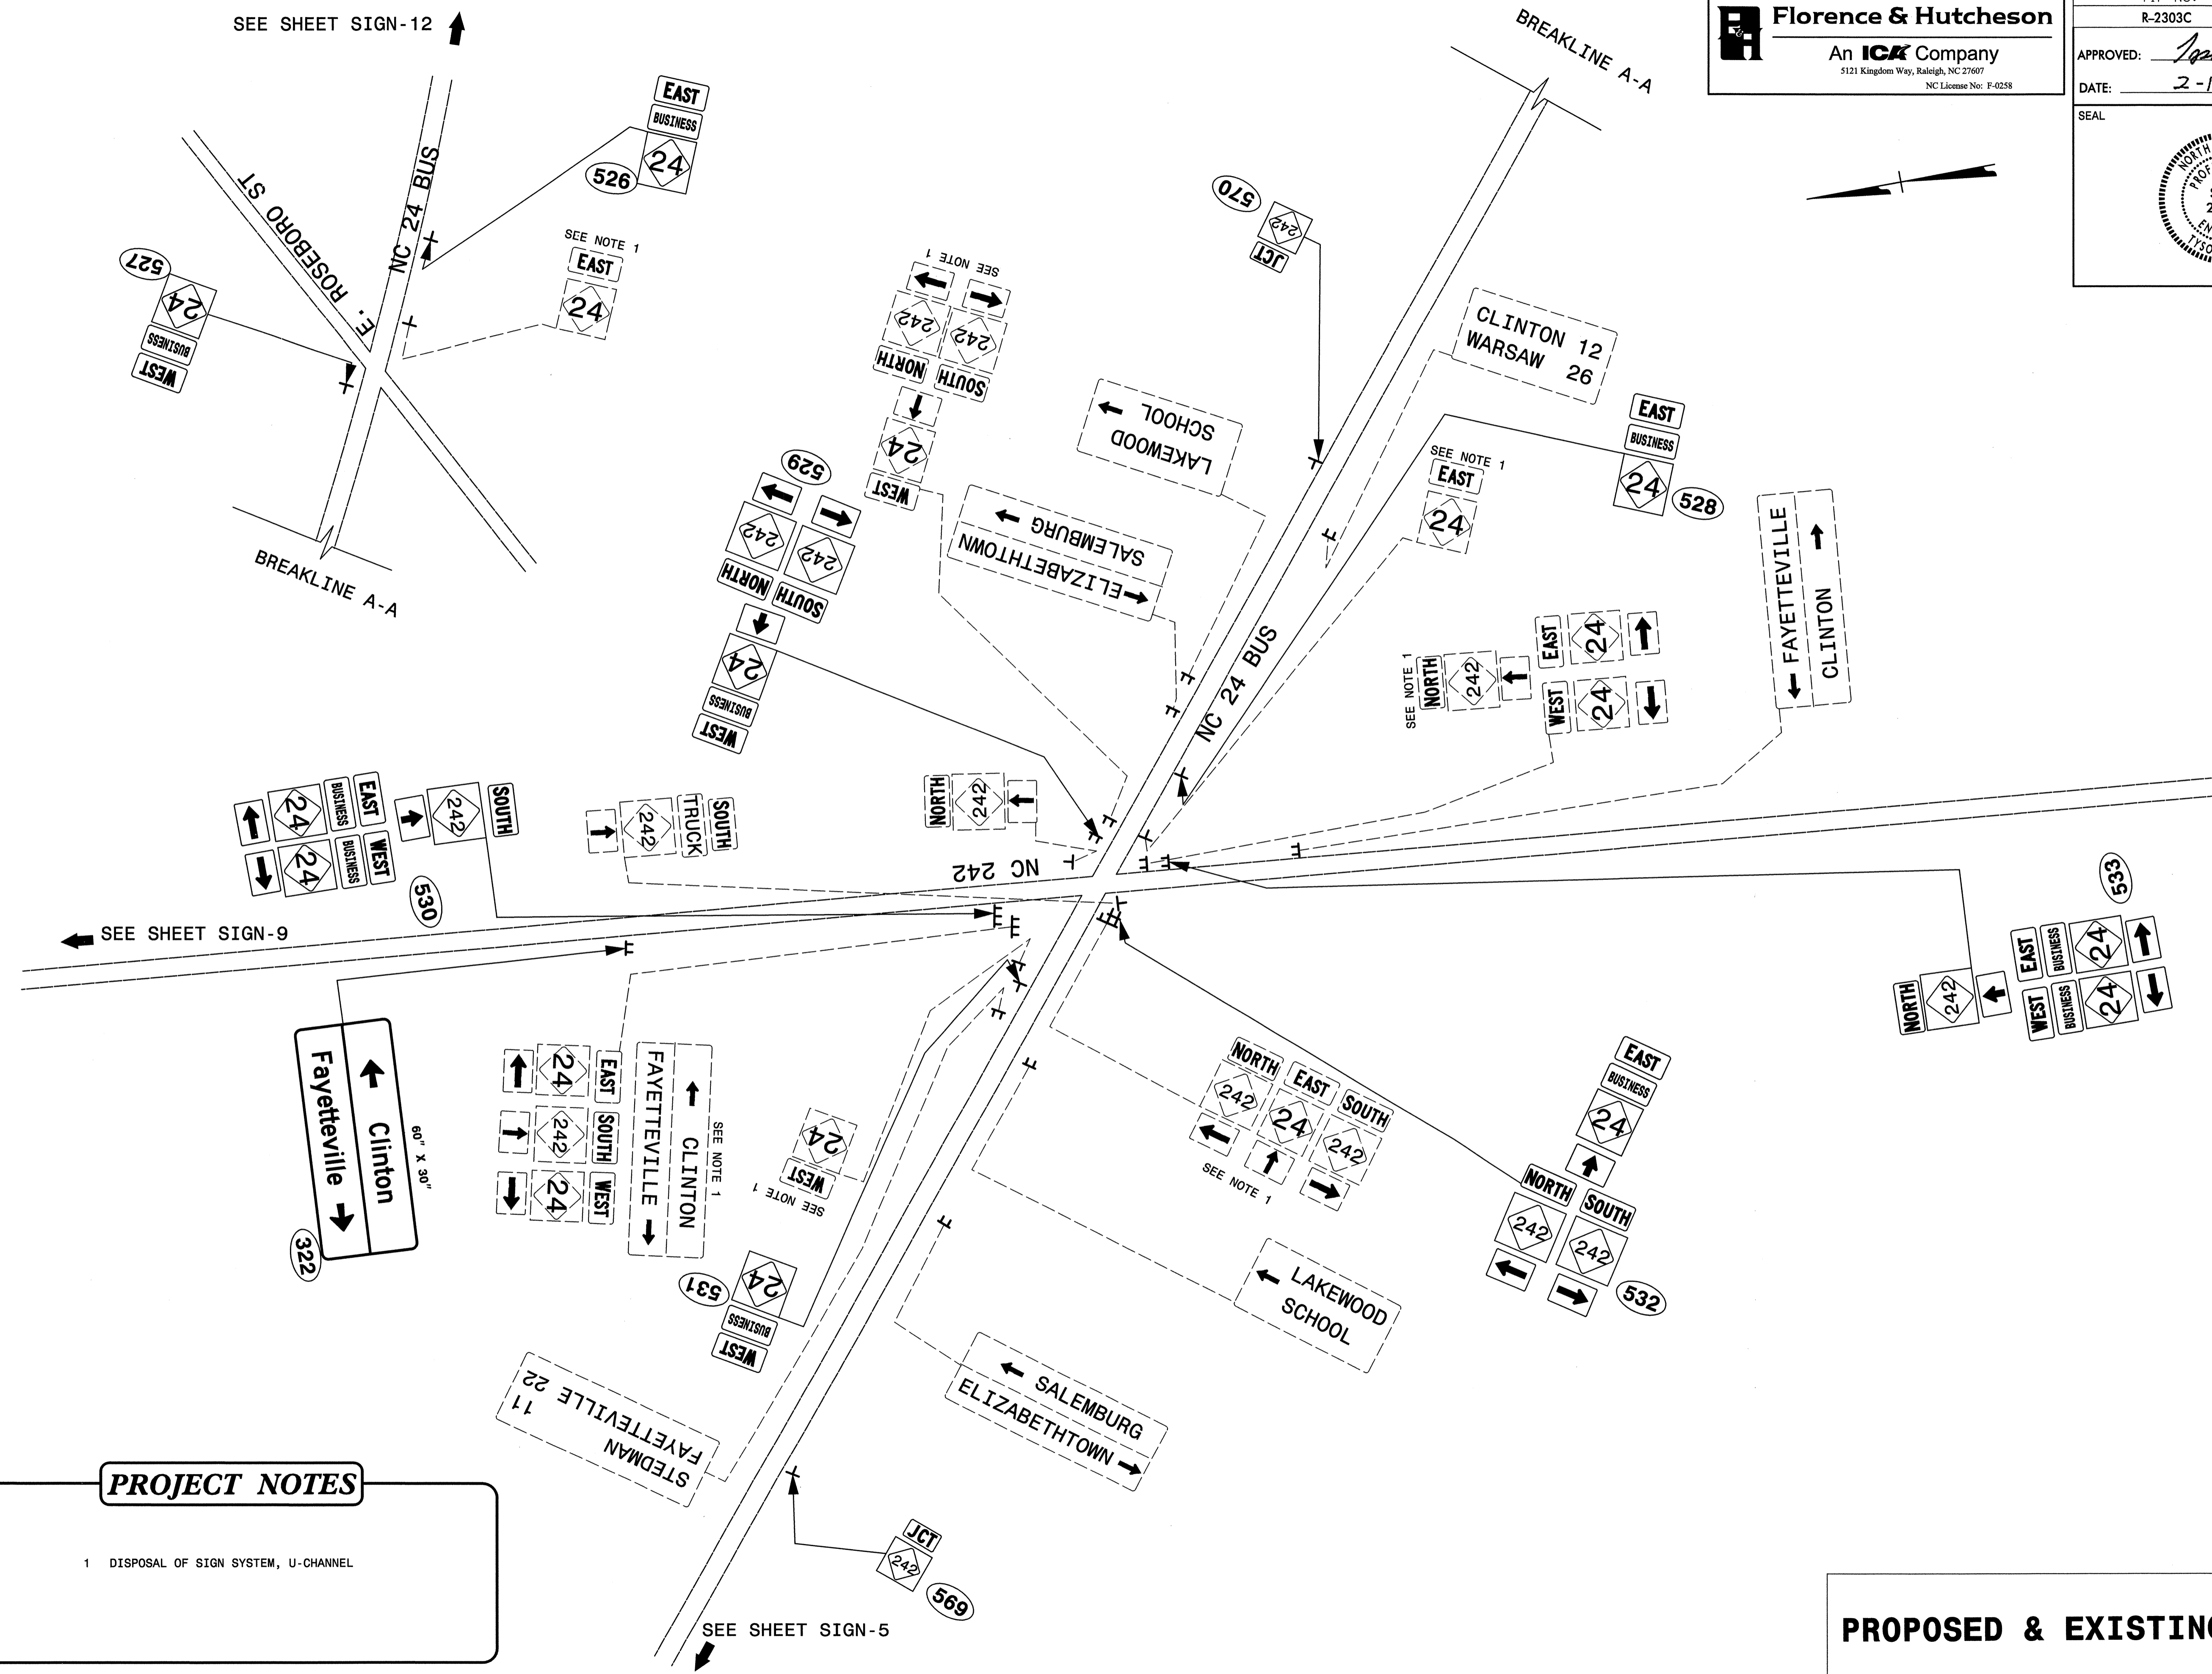 SEE SHEET SIGN-12
Florence & Hutcheson
An ICA Company
5121 Kingdom Way, Raleigh, NC 27607
NC License No: F-0258
R-2303C
APPROVED:
DATE:
SEAL
BREAKLINE A-A
EAST
BUSINESS
24
526
NC 24 BUS
E. ROSEBORO ST
527
24
BUSINESS
WEST
SEE NOTE 1
EAST
24
BREAKLINE A-A
570
242
JCT
SEE NOTE 1
242
242
NORTH
SOUTH
24
WEST
LAKEWOOD
SCHOOL
CLINTON 12
WARSAW 26
EAST
BUSINESS
24
528
SEE NOTE 1
EAST
24
529
242
242
NORTH
SOUTH
24
BUSINESS
WEST
SALEMBURG
ELIZABETHTOWN
FAYETTEVILLE
CLINTON
NC 24 BUS
SEE NOTE 1
NORTH
242
EAST
24
WEST
24
EAST
BUSINESS
24
WEST
BUSINESS
24
SOUTH
242
530
SOUTH
TRUCK
242
NORTH
242
NC 242
SEE SHEET SIGN-9
533
EAST
BUSINESS
24
WEST
BUSINESS
24
NORTH
242
Clinton
Fayetteville
60" X 30"
322
EAST
24
SOUTH
242
WEST
24
CLINTON
FAYETTEVILLE
SEE NOTE 1
24
WEST
SEE NOTE 1
531
24
BUSINESS
WEST
NORTH
242
EAST
24
SOUTH
242
SEE NOTE 1
EAST
BUSINESS
24
NORTH
242
SOUTH
242
532
LAKEWOOD
SCHOOL
SALEMBURG
ELIZABETHTOWN
STEDMAN 11
FAYETTEVILLE 22
JCT
242
569
SEE SHEET SIGN-5
PROJECT NOTES
1 DISPOSAL OF SIGN SYSTEM, U-CHANNEL
PROPOSED & EXISTING